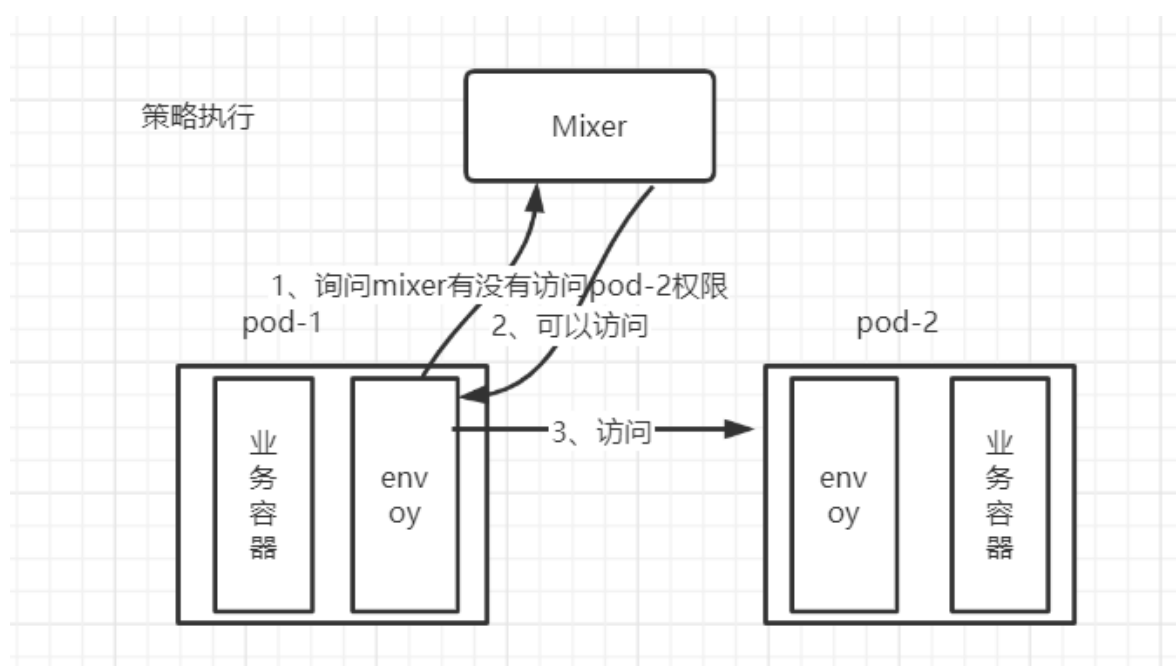 策略执行
Mixer
1、询问mixer有没有访问pod-2权限
pod-1
2、可以访问
pod-2
3、访问
业
务
容
器
env
oy
env
oy
业
务
容
器